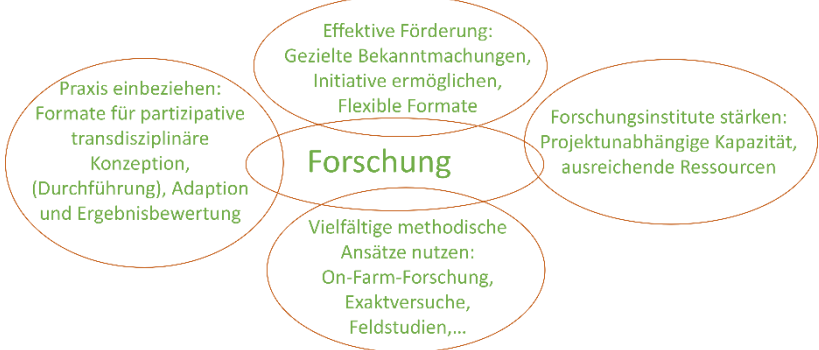 Effektive Förderung:
Gezielte Bekanntmachungen,
Initiative ermöglichen,
Flexible Formate
Praxis einbeziehen:
Formate für partizipative
transdisziplinäre
Konzeption,
(Durchführung), Adaption
und Ergebnisbewertung
Forschung
Forschungsinstitute stärken:
Projektunabhängige Kapazität,
ausreichende Ressourcen
Vielfältige methodische
Ansätze nutzen:
On-Farm-Forschung,
Exaktversuche,
Feldstudien,...